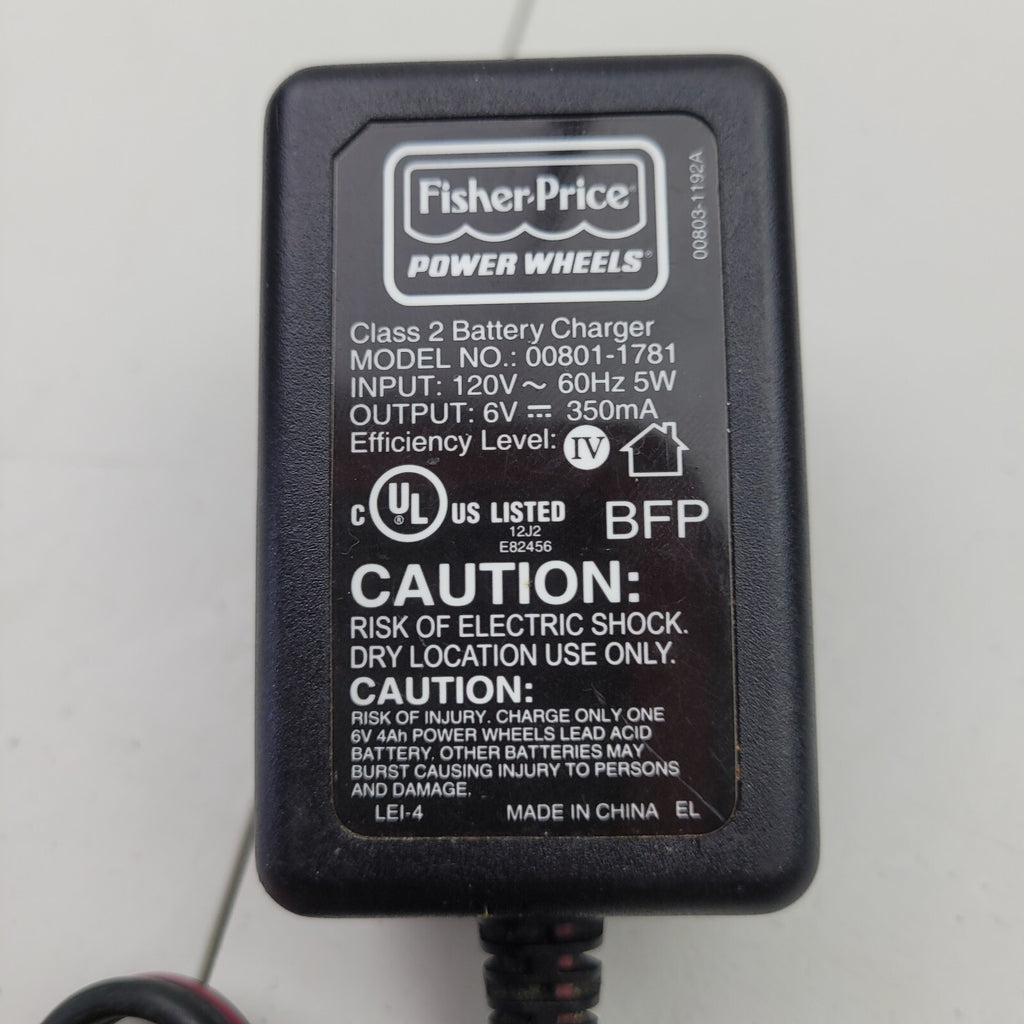 Fisher-Price®
POWER WHEELS®
00803-1192A
Class 2 Battery Charger
MODEL NO.: 00801-1781
INPUT: 120V～ 60Hz 5W
OUTPUT: 6V⎓ 350mA
Efficiency Level: IV
C UL® US LISTED
12J2
E82456
BFP
CAUTION:
RISK OF ELECTRIC SHOCK.
DRY LOCATION USE ONLY.
CAUTION:
RISK OF INJURY. CHARGE ONLY ONE
6V 4Ah POWER WHEELS LEAD ACID
BATTERY. OTHER BATTERIES MAY
BURST CAUSING INJURY TO PERSONS
AND DAMAGE.
LEI-4 MADE IN CHINA EL